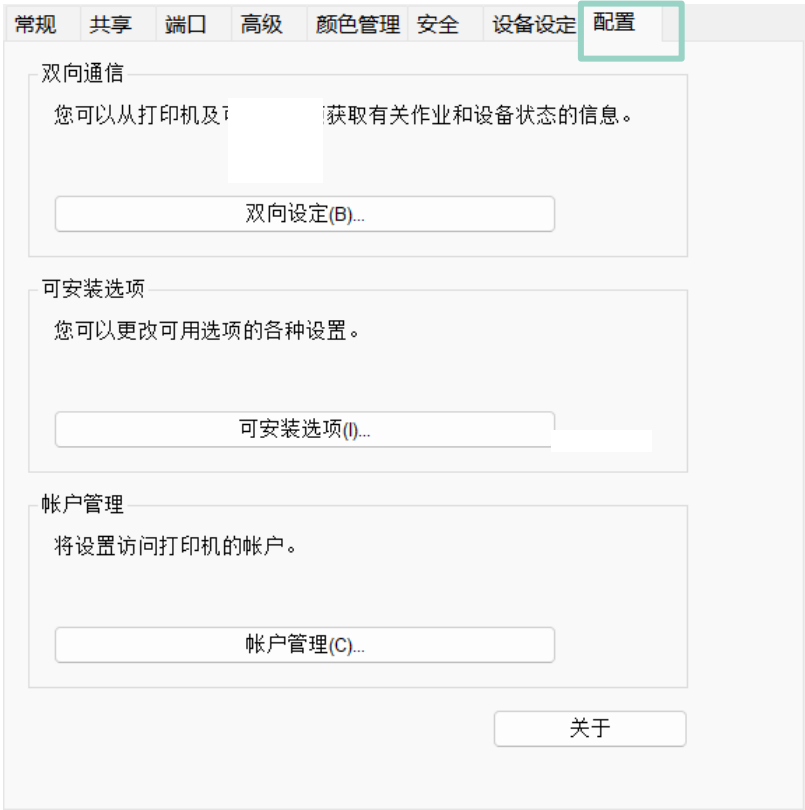 常规 共享 端口 高级 颜色管理 安全 设备设定 配置
双向通信
您可以从打印机及 获取有关作业和设备状态的信息。
双向设定(B)...
可安装选项
您可以更改可用选项的各种设置。
可安装选项(I)...
帐户管理
将设置访问打印机的帐户。
帐户管理(C)...
关于